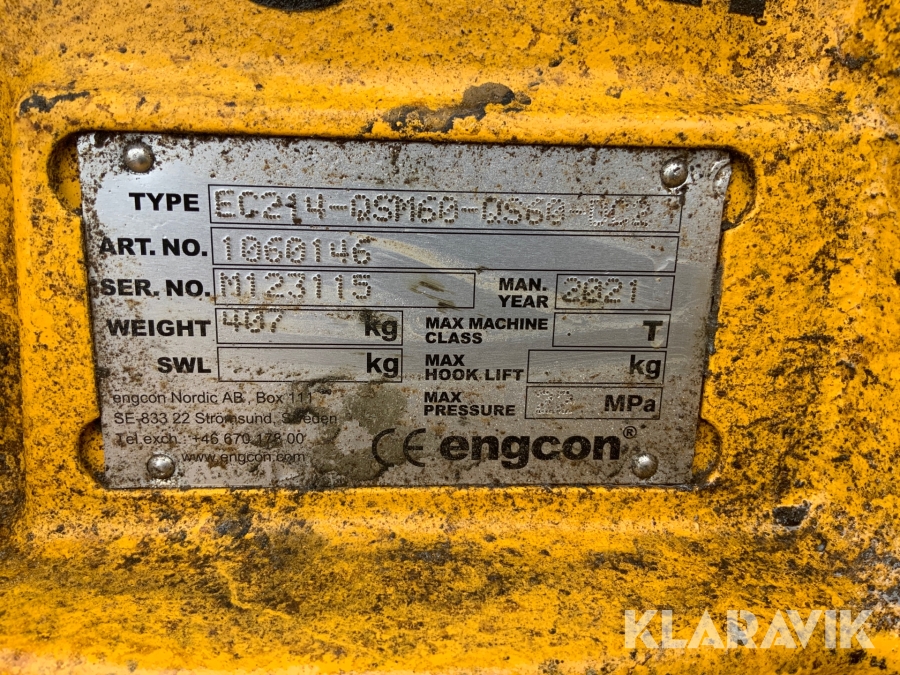 KLARAVIK
TYPE EC214-QSM60-QS60-DC2
ART. NO. 1060146
SER. NO. M123115 MAN. YEAR 2021
WEIGHT 407 kg MAX MACHINE CLASS T
SWL kg MAX HOOK LIFT kg
engcon Nordic AB, Box 111 MAX PRESSURE MPa
SE-833 22 Strömsund, Sweden
Tel.exch.: +46 670 178 00
www.engcon.com
CE engcon®
KLARAVIK